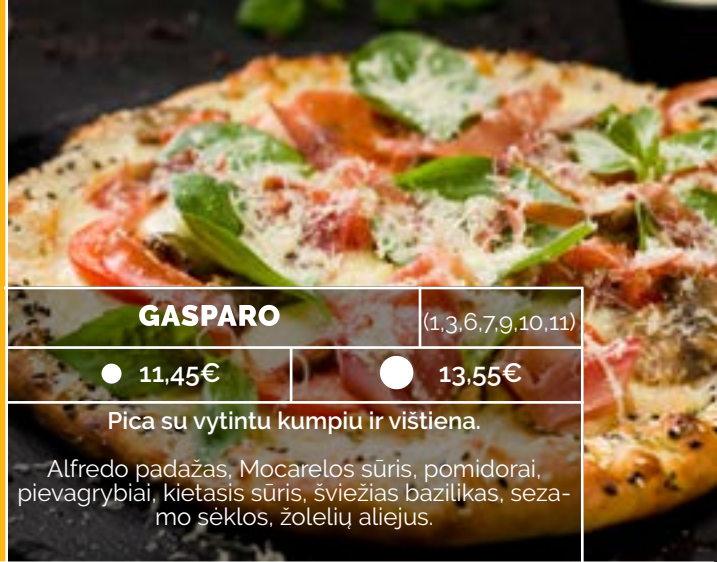 GASPARO
(1,3,6,7,9,10,11)
11,45€
13,55€
Pica su vytintu kumpiu ir vištiena.
Alfredo padažas, Mocarelos sūris, pomidorai,
pievagrybiai, kietasis sūris, šviežias bazilikas, seza-
mo sėklos, žolelių aliejus.